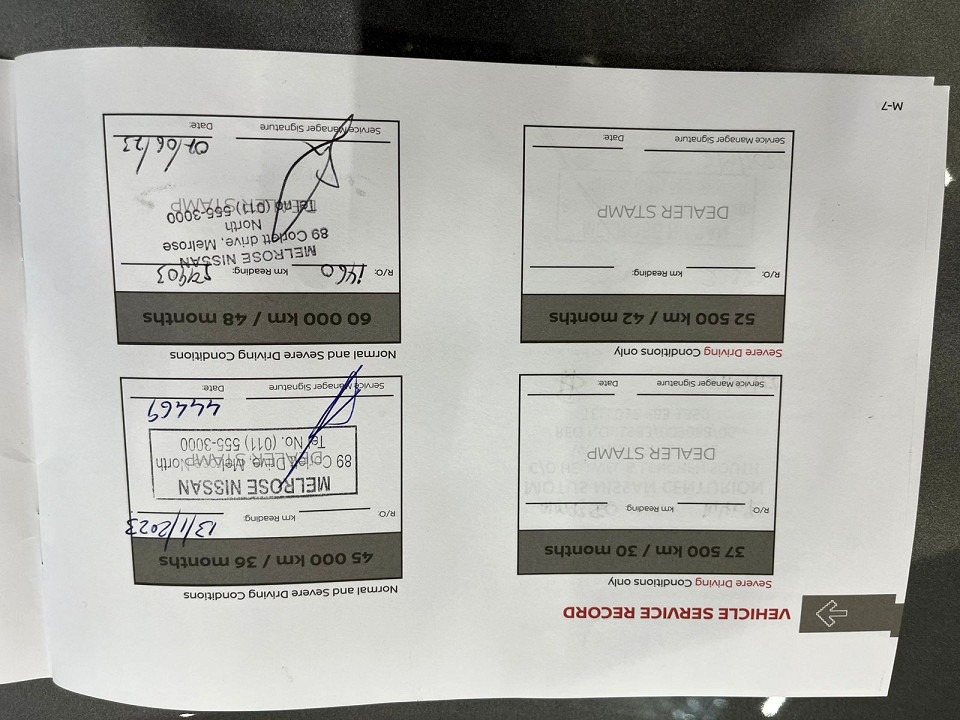 VEHICLE SERVICE RECORD
Severe Driving Conditions only
37 500 km / 30 months
R/O: km Reading:
DEALER STAMP
Service Manager Signature Date:
Normal and Severe Driving Conditions
45 000 km / 36 months
R/O: km Reading: 13/1/2023
MELROSE NISSAN
DEALER STAMP
89 Corlett Drive, Melrose North
Tel No. (011) 555-3000
44469
Service Manager Signature Date:
Severe Driving Conditions only
52 500 km / 42 months
R/O: km Reading:
DEALER STAMP
Service Manager Signature Date:
Normal and Severe Driving Conditions
60 000 km / 48 months
R/O: 1460 km Reading:
MELROSE NISSAN
89 Corlett drive, Melrose
North
DEALER STAMP
Tel no (011) 555-3000
Service Manager Signature Date:
M-7